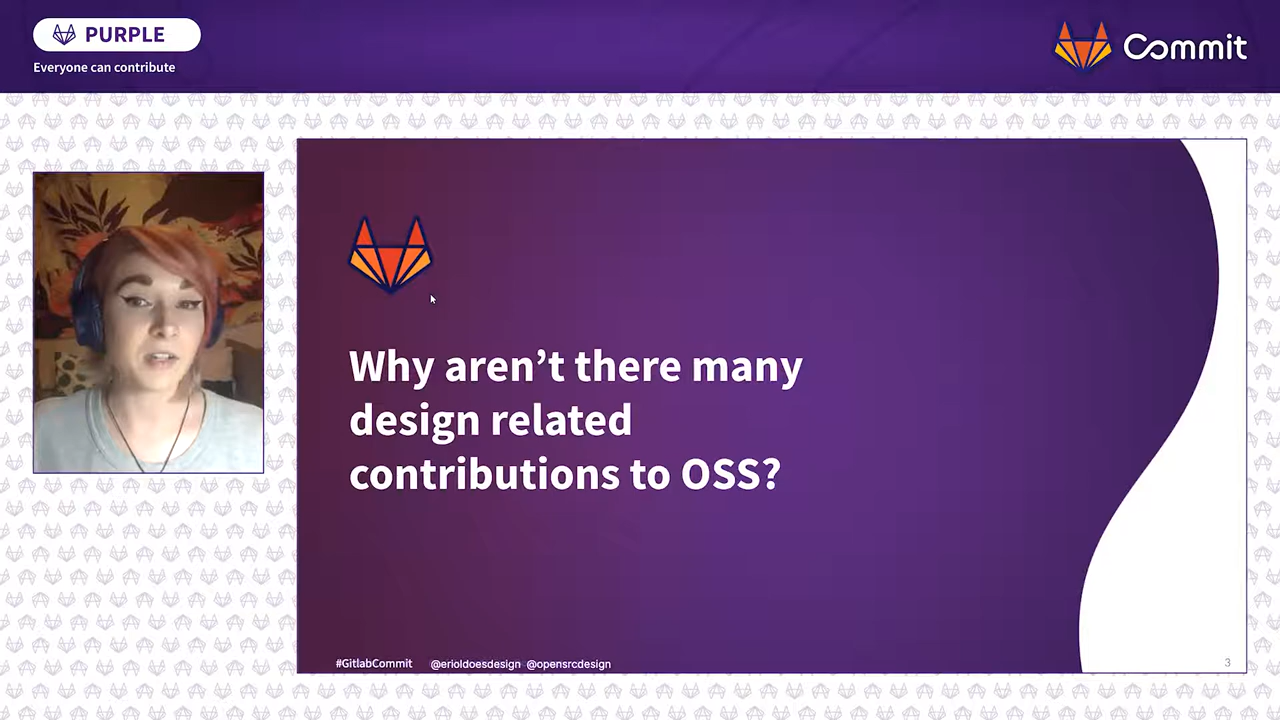 PURPLE
Everyone can contribute
Commit
Why aren’t there many
design related
contributions to OSS?
#GitlabCommit @erioldoesdesign @opensrcdesign
3